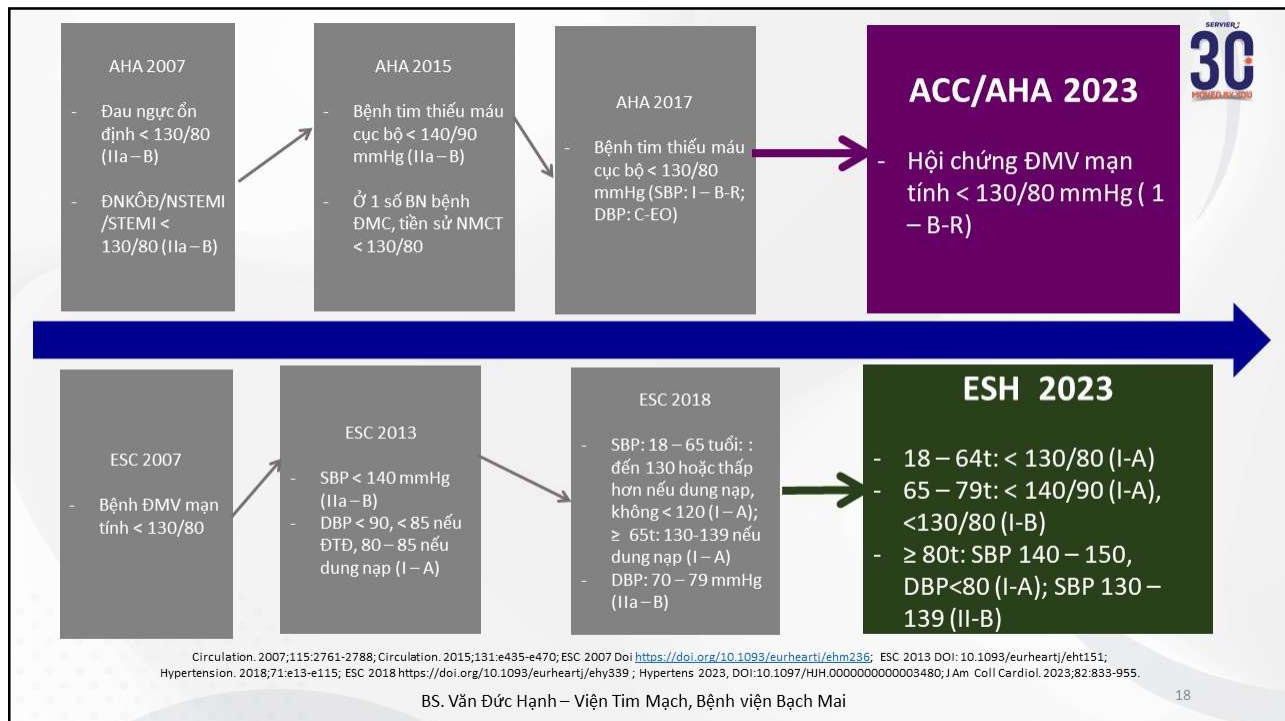 AHA 2007
- Đau ngực ổn
định < 130/80
(IIa – B)
- ĐNKÔĐ/NSTEMI
/STEMI <
130/80 (IIa – B)
AHA 2015
- Bệnh tim thiếu máu
cục bộ < 140/90
mmHg (IIa – B)
- Ở 1 số BN bệnh
ĐMC, tiền sử NMCT
< 130/80
AHA 2017
- Bệnh tim thiếu máu
cục bộ < 130/80
mmHg (SBP: I – B-R;
DBP: C-EO)
ACC/AHA 2023
- Hội chứng ĐMV mạn
tính < 130/80 mmHg ( 1
– B-R)
SERVIER
30
MOVED BY YOU
ESC 2007
- Bệnh ĐMV mạn
tính < 130/80
ESC 2013
- SBP < 140 mmHg
(IIa – B)
- DBP < 90, < 85 nếu
ĐTĐ, 80 – 85 nếu
dung nạp (I – A)
ESC 2018
- SBP: 18 – 65 tuổi: :
đến 130 hoặc thấp
hơn nếu dung nạp,
không < 120 (I – A);
≥ 65t: 130-139 nếu
dung nạp (I – A)
- DBP: 70 – 79 mmHg
(IIa – B)
ESH 2023
- 18 – 64t: < 130/80 (I-A)
- 65 – 79t: < 140/90 (I-A),
<130/80 (I-B)
- ≥ 80t: SBP 140 – 150,
DBP<80 (I-A); SBP 130 –
139 (II-B)
Circulation. 2007;115:2761-2788; Circulation. 2015;131:e435-e470; ESC 2007 Doi https://doi.org/10.1093/eurheartj/ehm236; ESC 2013 DOI: 10.1093/eurheartj/eht151;
Hypertension. 2018;71:e13-e115; ESC 2018 https://doi.org/10.1093/eurheartj/ehy339 ; Hypertens 2023, DOI:10.1097/HJH.0000000000003480; J Am Coll Cardiol. 2023;82:833-955.
BS. Văn Đức Hạnh – Viện Tim Mạch, Bệnh viện Bạch Mai
18